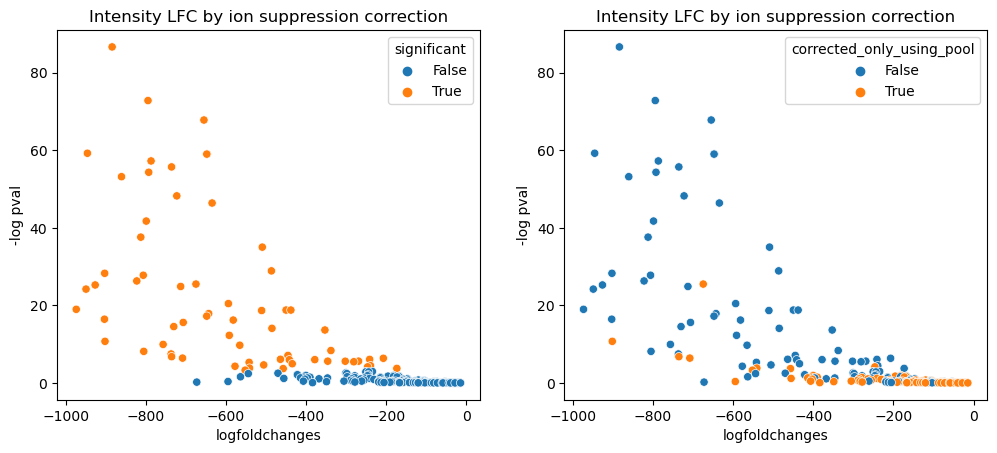 Intensity LFC by ion suppression correction
significant
False
True
80
60
40
20
0
-log pval
−1000
−800
−600
−400
−200
0
logfoldchanges
Intensity LFC by ion suppression correction
corrected_only_using_pool
False
True
80
60
40
20
0
-log pval
−1000
−800
−600
−400
−200
0
logfoldchanges